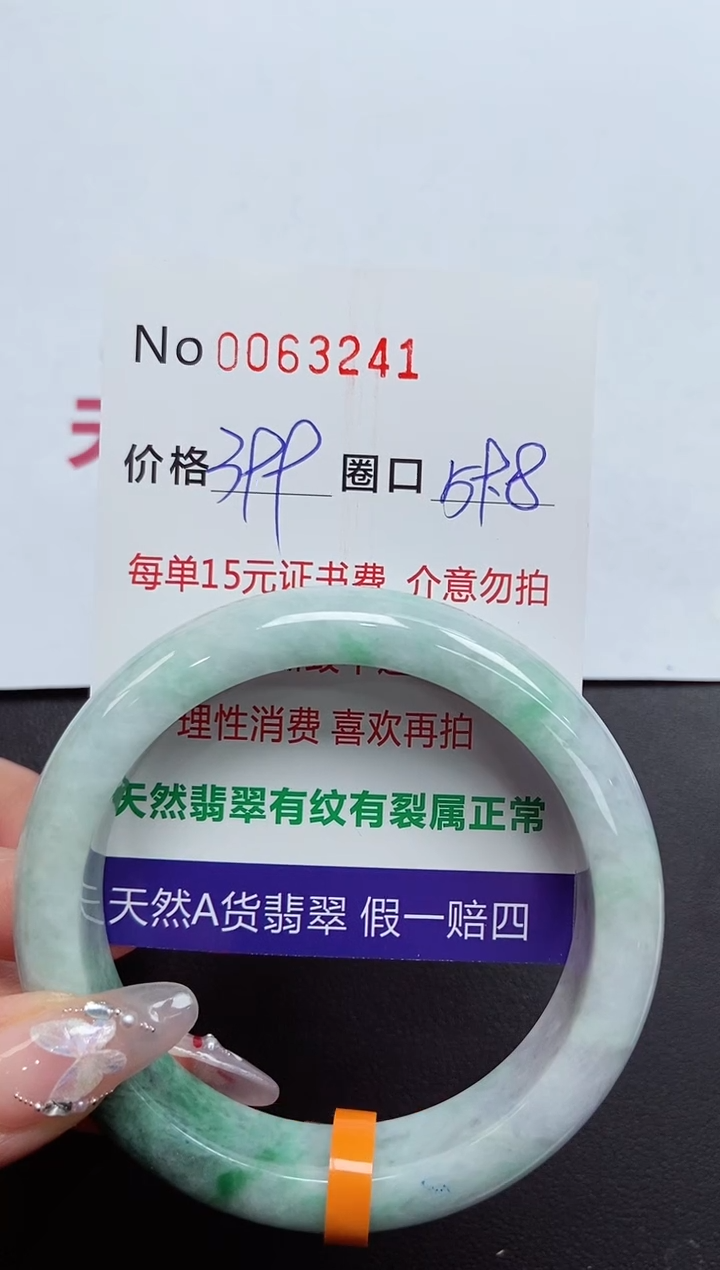 No 0063241
价格 399 圈口 5卡8
每单15元证书费 介意勿拍
理性消费 喜欢再拍
天然翡翠有纹有裂属正常
天然A货翡翠 假一赔四